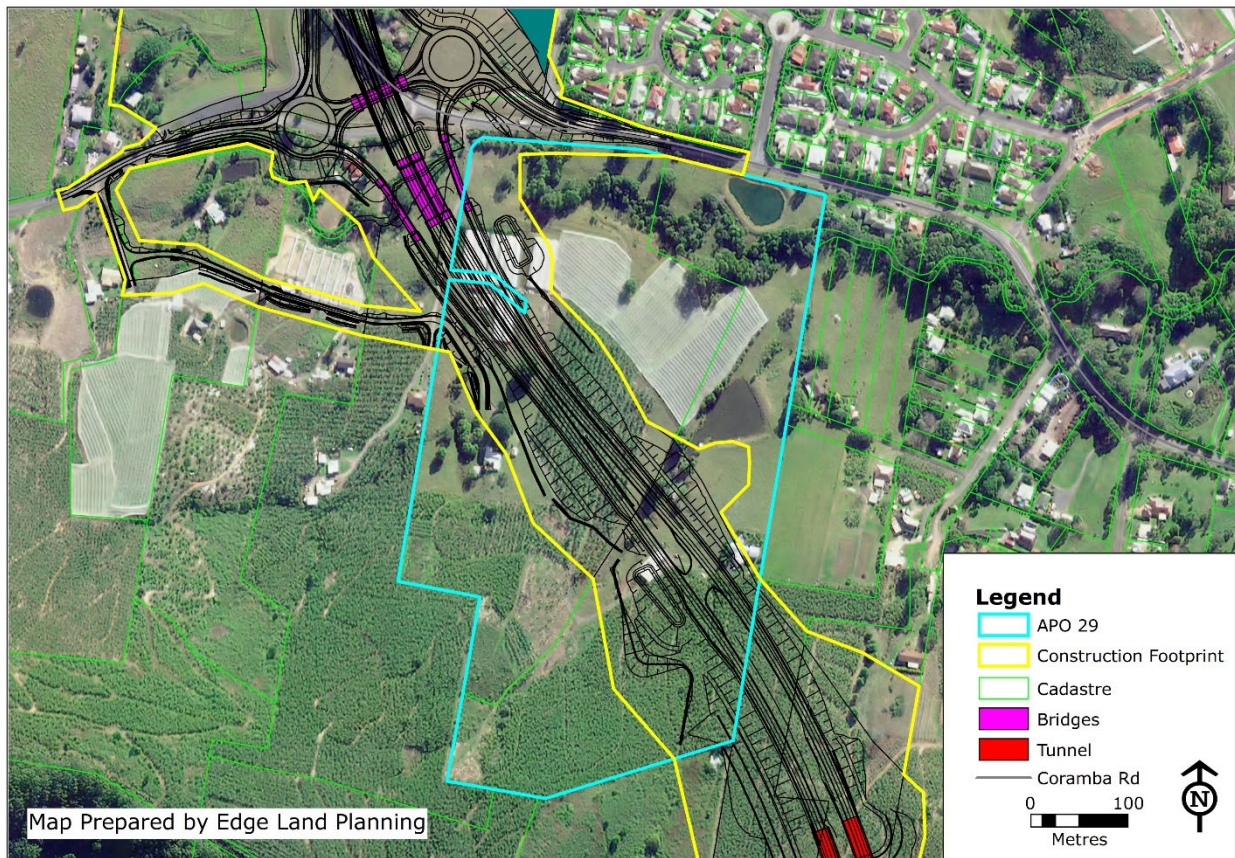 Legend
APO 29
Construction Footprint
Cadastre
Bridges
Tunnel
Coramba Rd
0 100
Metres
N
Map Prepared by Edge Land Planning